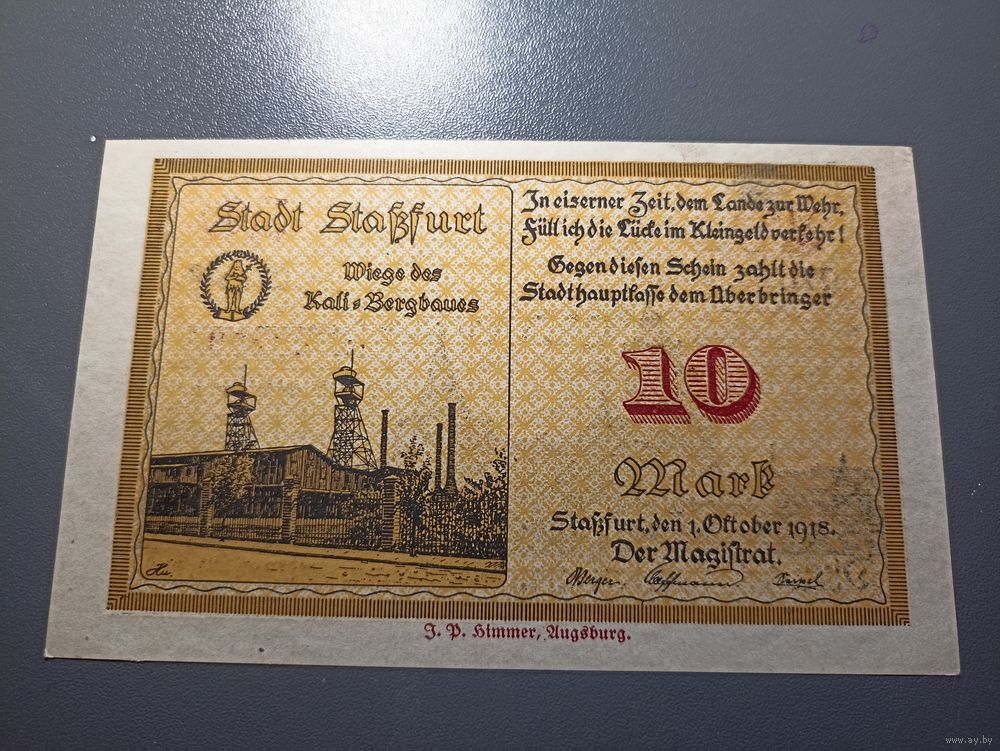 Stadt Staßfurt
Wiege des
Kali=Bergbaues
In eiserner Zeit, dem Lande zur Wehr,
Füll ich die Lücke im Kleingeldverkehr!
Gegen diesen Schein zahlt die
Stadthauptkasse dem Überbringer
10
Mark
Staßfurt, den 1. Oktober 1918.
Der Magistrat.
Berger
Hu.
J. P. Himmer, Augsburg.
www.ay.by